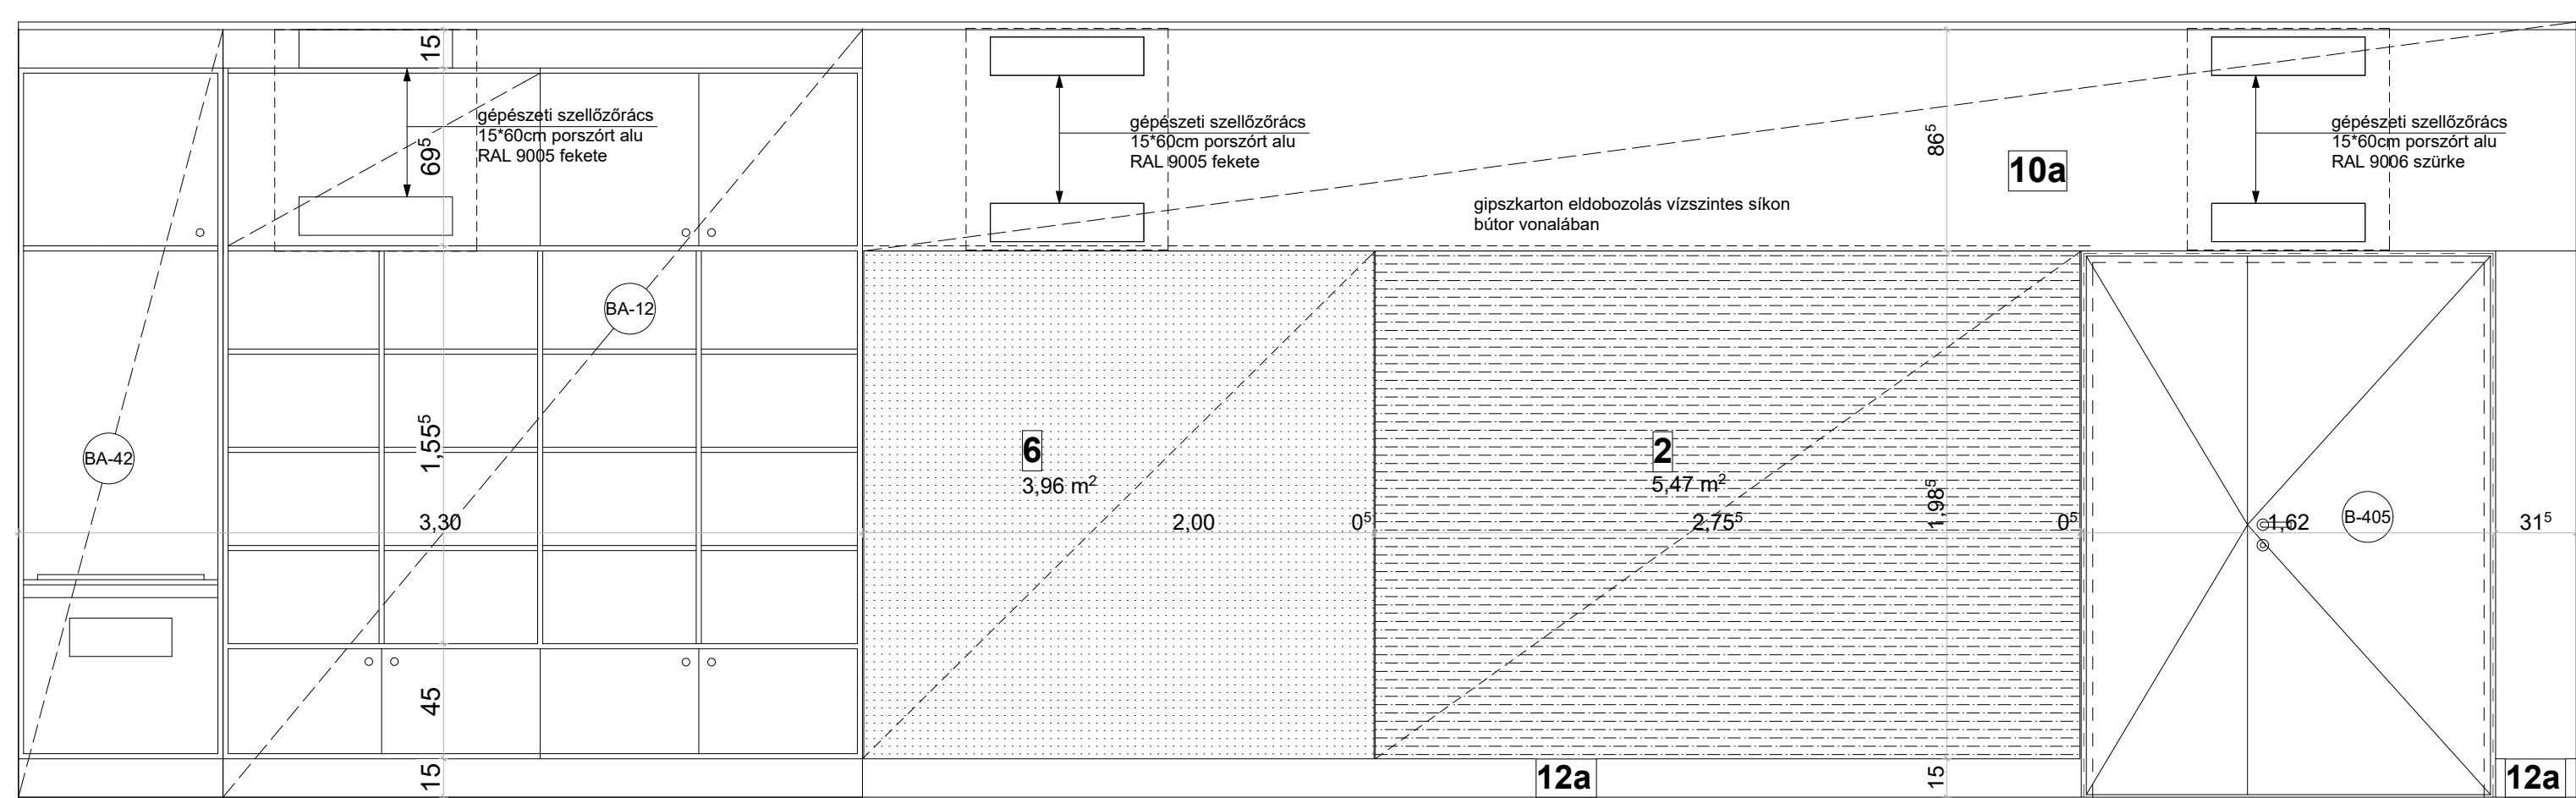 15
69⁵
gépészeti szellőzőrács
15*60cm porszórt alu
RAL 9005 fekete
gépészeti szellőzőrács
15*60cm porszórt alu
RAL 9005 fekete
gipszkarton eldobozolás vízszintes síkon
bútor vonalában
86⁵
10a
gépészeti szellőzőrács
15*60cm porszórt alu
RAL 9006 szürke
BA-42
BA-12
1,55⁵
6
3,96 m²
2
5,47 m²
1,98⁵
B-405
3,30
2,00
0⁵
2,75⁵
0⁵
1,62
31⁵
45
15
12a
15
12a